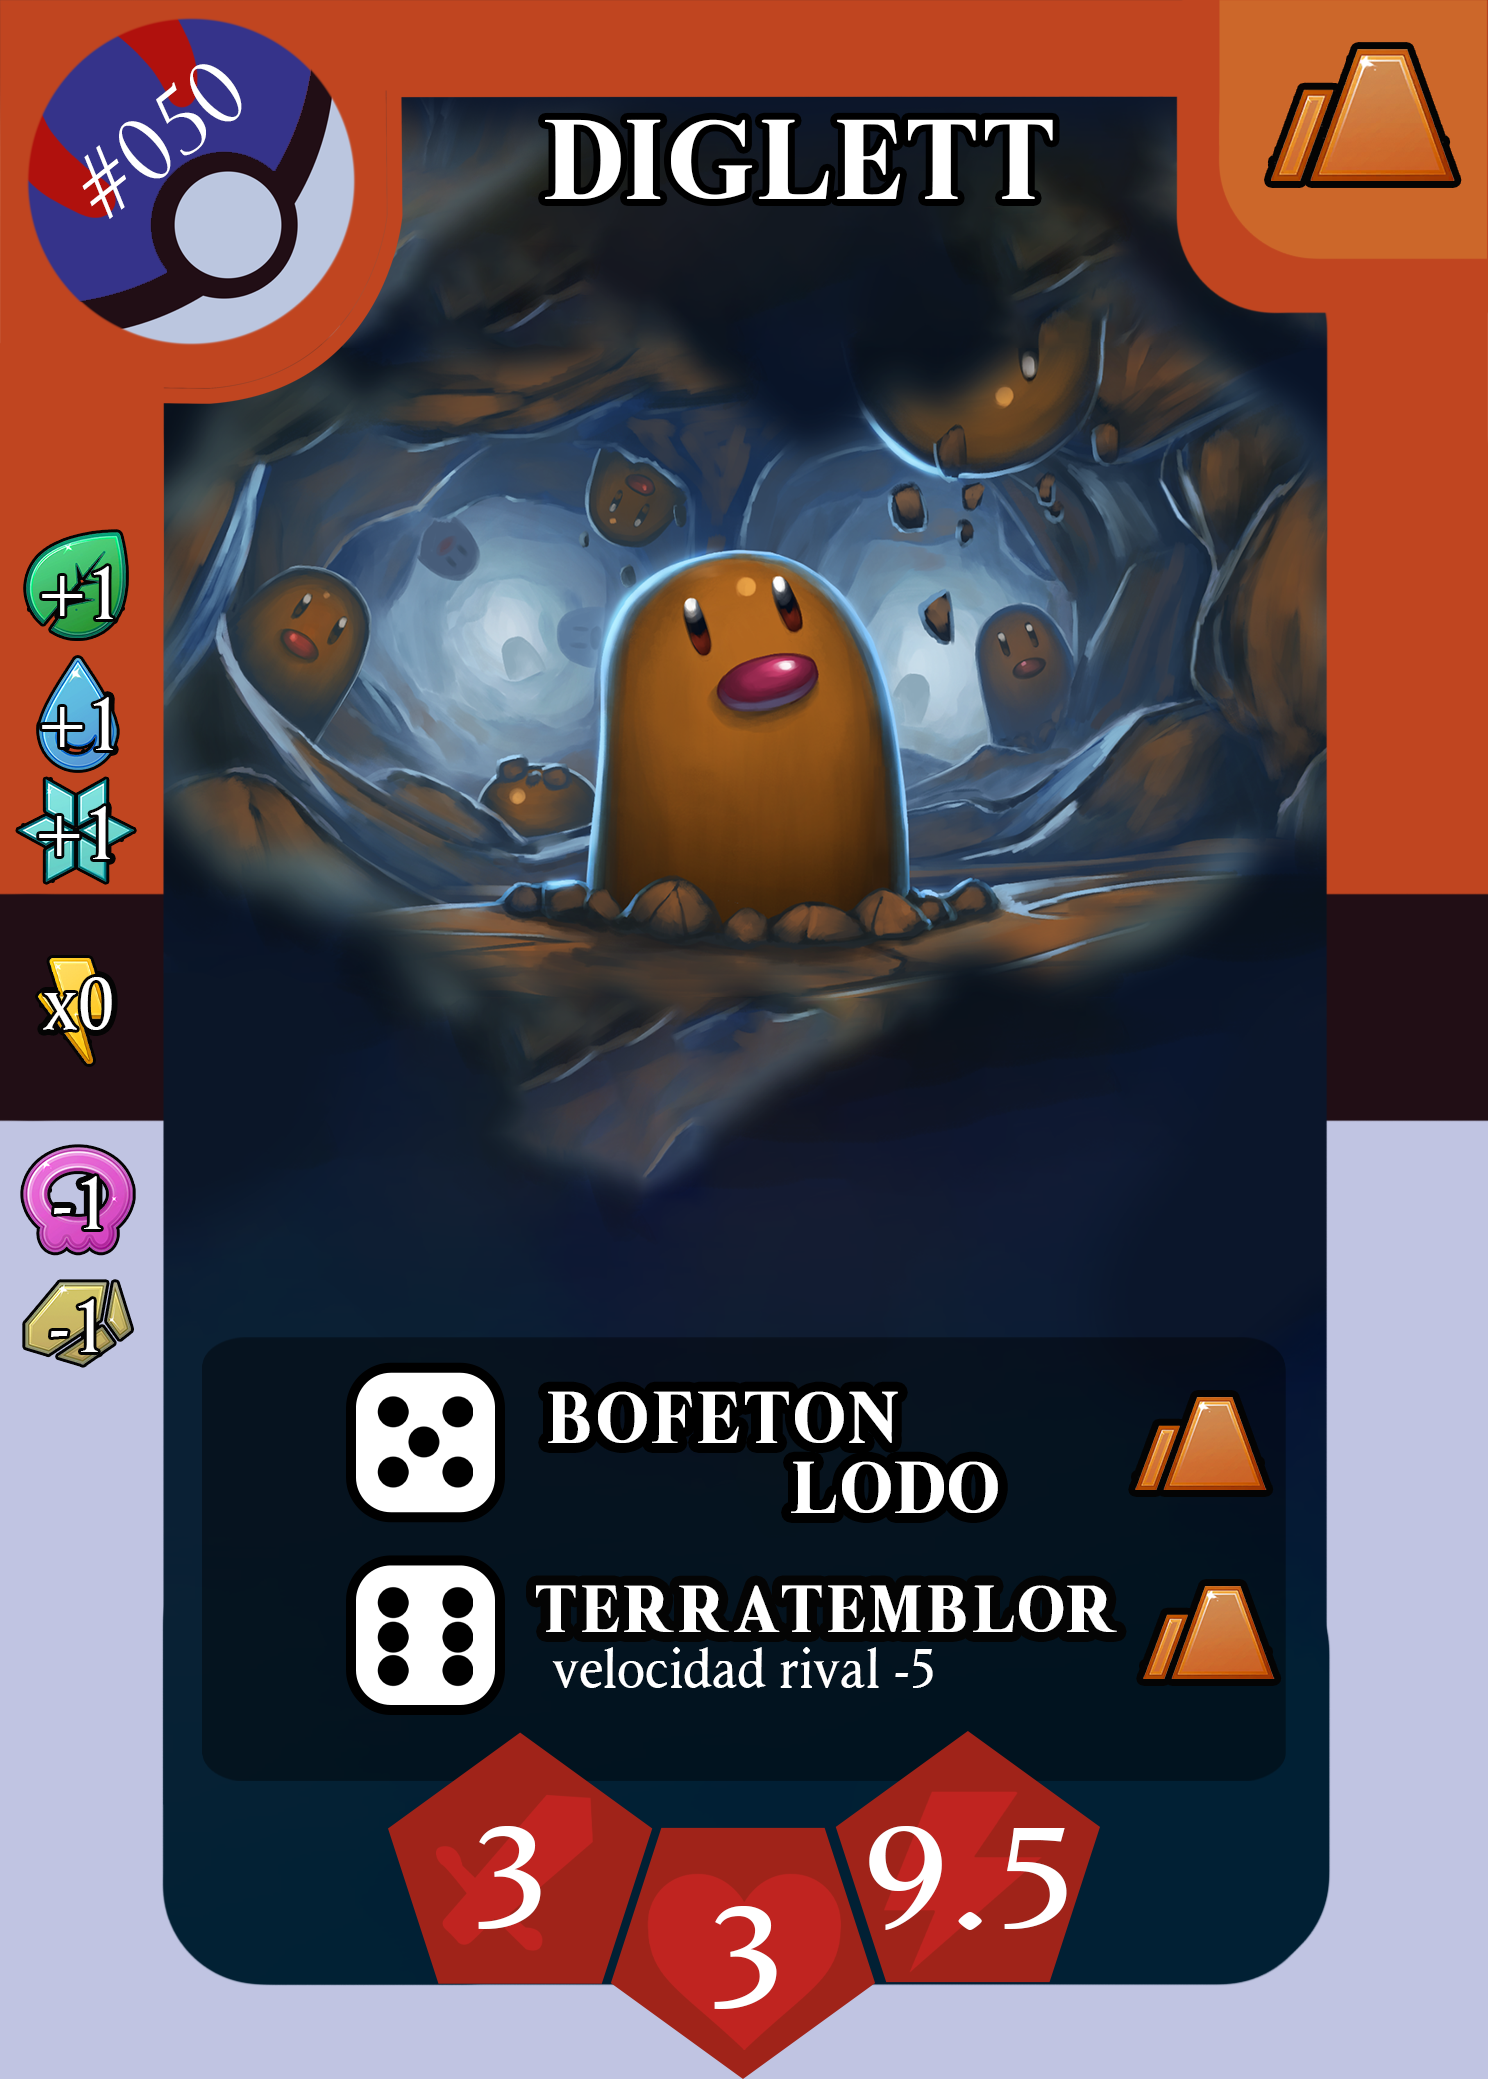 #050
DIGLETT
+1
+1
+1
x0
-1
-1
BOFETON
LODO
TERRATEMBLOR
velocidad rival -5
3
3
9.5